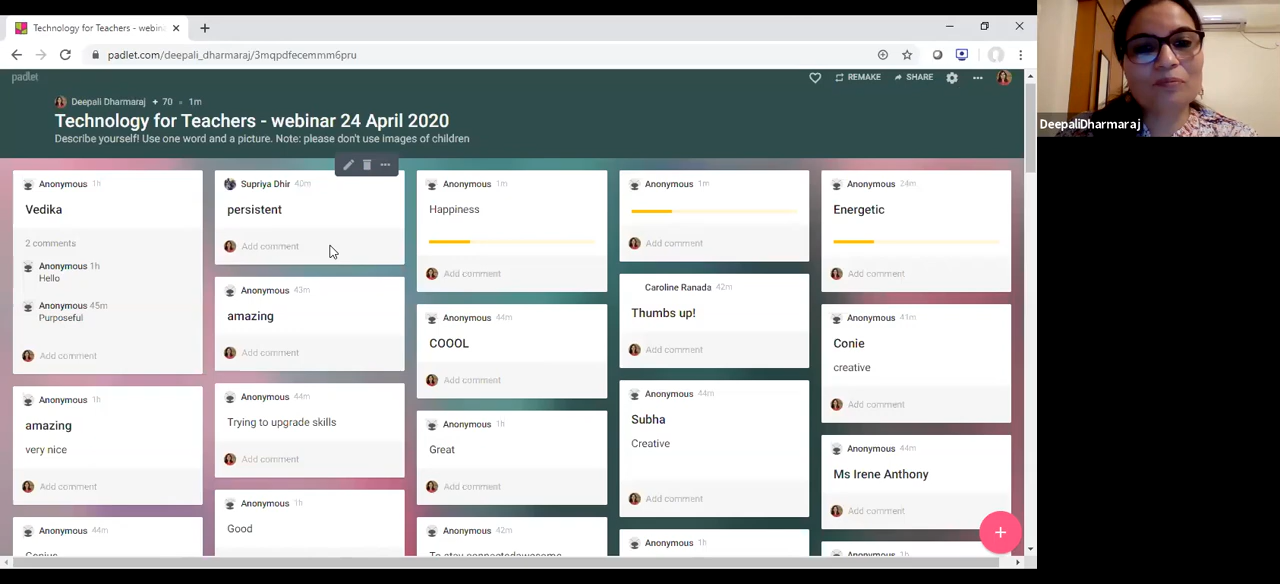 Technology for Teachers - webin
padlet.com/deepali_dharmaraj/3mqpdfecemmm6pru
DeepaliDharmaraj
padlet
REMAKE
SHARE
Deepali Dharmaraj + 70 • 1m
Technology for Teachers - webinar 24 April 2020
Describe yourself! Use one word and a picture. Note: please don't use images of children
Anonymous 1h
Vedika
2 comments
Anonymous 1h
Hello
Anonymous 45m
Purposeful
Add comment
Anonymous 1h
amazing
very nice
Add comment
Anonymous 44m
Genius
Supriya Dhir 40m
persistent
Add comment
Anonymous 43m
amazing
Add comment
Anonymous 44m
Trying to upgrade skills
Add comment
Anonymous 1h
Good
Anonymous 1m
Happiness
Add comment
Anonymous 44m
COOOL
Add comment
Anonymous 1h
Great
Add comment
Anonymous 42m
To stay connectedawesome
Anonymous 1m
Add comment
Caroline Ranada 42m
Thumbs up!
Add comment
Anonymous 44m
Subha
Creative
Add comment
Anonymous 1h
Anonymous 24m
Energetic
Add comment
Anonymous 41m
Conie
creative
Add comment
Anonymous 44m
Ms Irene Anthony
Add comment
Anonymous 1h